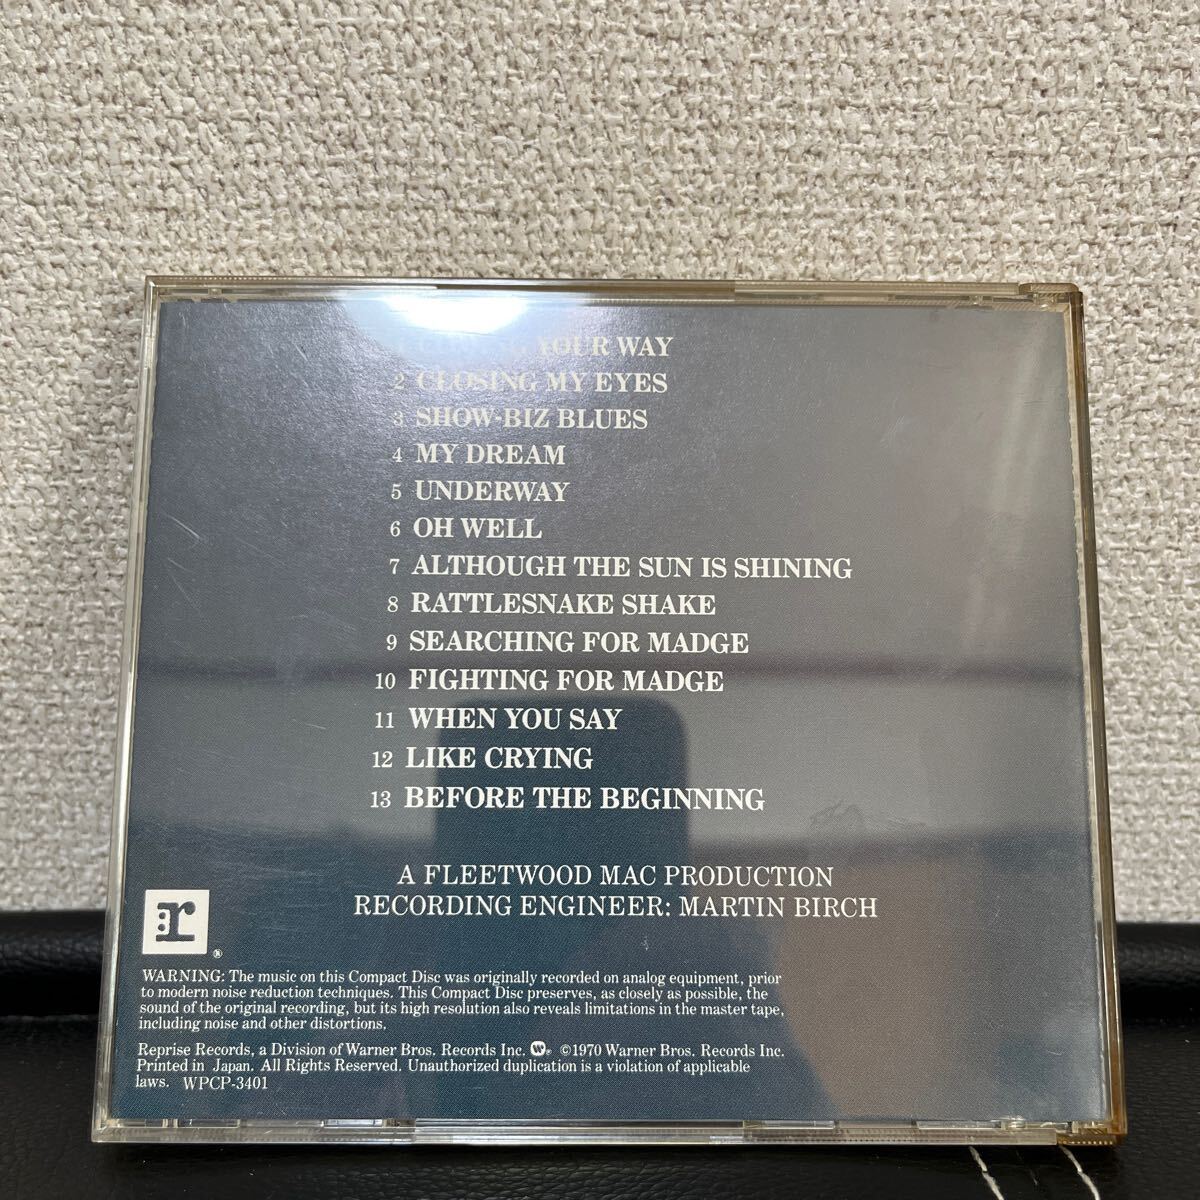 YOUR WAY
2 CLOSING MY EYES
3 SHOW-BIZ BLUES
4 MY DREAM
5 UNDERWAY
6 OH WELL
7 ALTHOUGH THE SUN IS SHINING
8 RATTLESNAKE SHAKE
9 SEARCHING FOR MADGE
10 FIGHTING FOR MADGE
11 WHEN YOU SAY
12 LIKE CRYING
13 BEFORE THE BEGINNING
A FLEETWOOD MAC PRODUCTION
RECORDING ENGINEER: MARTIN BIRCH
:r ®
WARNING: The music on this Compact Disc was originally recorded on analog equipment, prior
to modern noise reduction techniques. This Compact Disc preserves, as closely as possible, the
sound of the original recording, but its high resolution also reveals limitations in the master tape,
including noise and other distortions.
Reprise Records, a Division of Warner Bros. Records Inc. W® ©1970 Warner Bros. Records Inc.
Printed in Japan. All Rights Reserved. Unauthorized duplication is a violation of applicable
laws. WPCP-3401